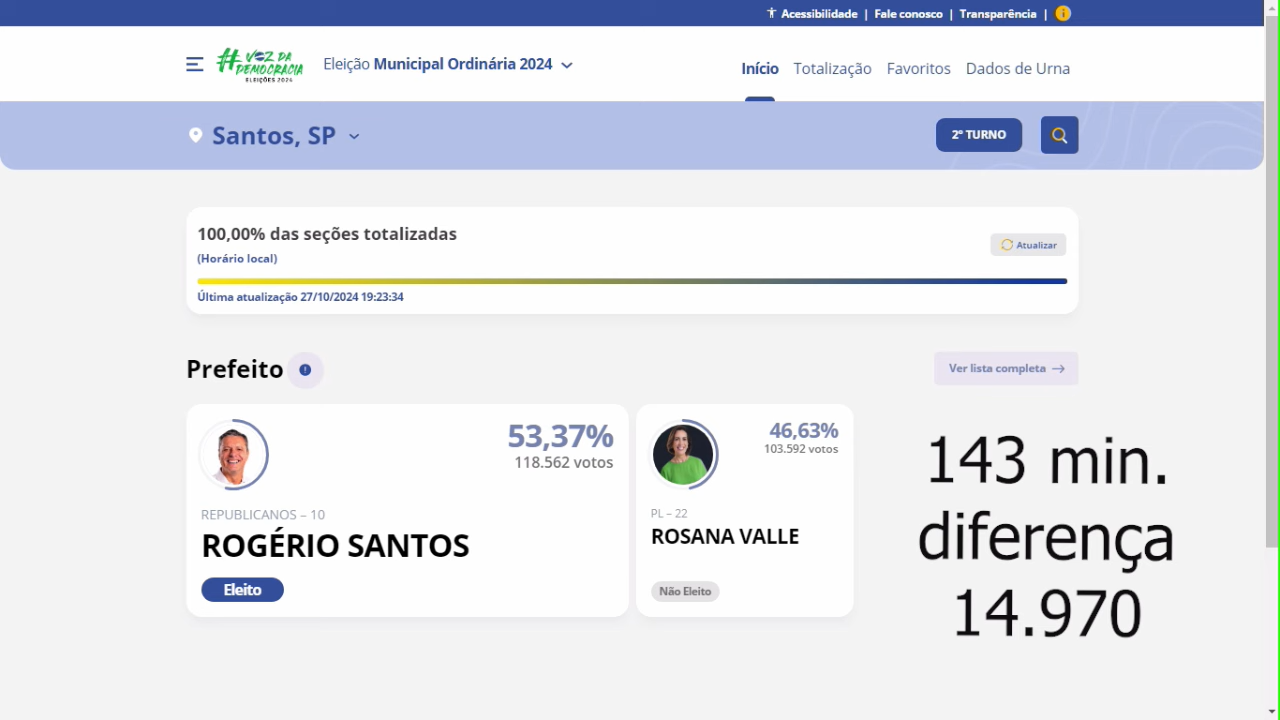 Acessibilidade | Fale conosco | Transparência |
#VOZ DA DEMOCRACIA
ELEIÇÕES 2024
Eleição Municipal Ordinária 2024
Início Totalização Favoritos Dados de Urna
Santos, SP
2º TURNO
100,00% das seções totalizadas
(Horário local)
Atualizar
Última atualização 27/10/2024 19:23:34
Prefeito
Ver lista completa
53,37%
118.562 votos
REPUBLICANOS – 10
ROGÉRIO SANTOS
Eleito
46,63%
103.592 votos
PL – 22
ROSANA VALLE
Não Eleito
143 min.
diferença
14.970